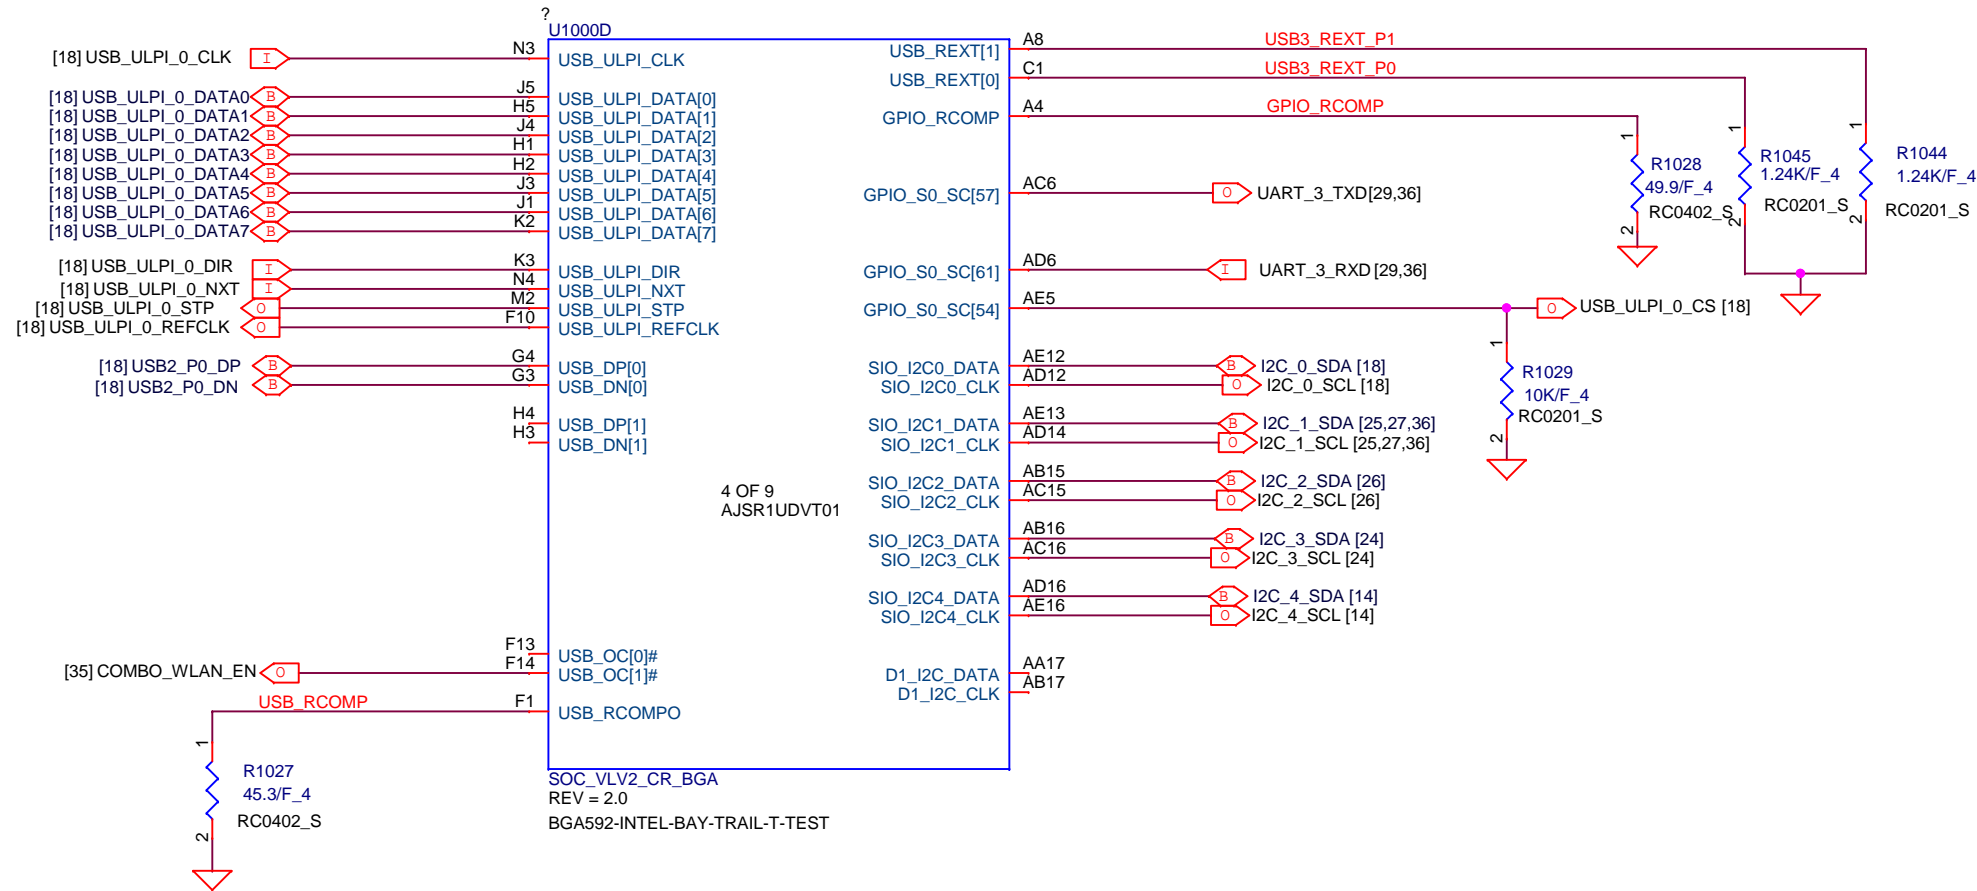 ?
U1000D
[18] USB_ULPI_0_CLK I N3 USB_ULPI_CLK
[18] USB_ULPI_0_DATA0 B J5 USB_ULPI_DATA[0]
[18] USB_ULPI_0_DATA1 B H5 USB_ULPI_DATA[1]
[18] USB_ULPI_0_DATA2 B J4 USB_ULPI_DATA[2]
[18] USB_ULPI_0_DATA3 B H1 USB_ULPI_DATA[3]
[18] USB_ULPI_0_DATA4 B H2 USB_ULPI_DATA[4]
[18] USB_ULPI_0_DATA5 B J3 USB_ULPI_DATA[5]
[18] USB_ULPI_0_DATA6 B J1 USB_ULPI_DATA[6]
[18] USB_ULPI_0_DATA7 B K2 USB_ULPI_DATA[7]
[18] USB_ULPI_0_DIR I K3 USB_ULPI_DIR
[18] USB_ULPI_0_NXT I N4 USB_ULPI_NXT
[18] USB_ULPI_0_STP O M2 USB_ULPI_STP
[18] USB_ULPI_0_REFCLK O F10 USB_ULPI_REFCLK
[18] USB2_P0_DP B G4 USB_DP[0]
[18] USB2_P0_DN B G3 USB_DN[0]
H4 USB_DP[1]
H3 USB_DN[1]
4 OF 9
AJSR1UDVT01
F13 USB_OC[0]#
[35] COMBO_WLAN_EN O F14 USB_OC[1]#
USB_RCOMP F1 USB_RCOMPO
1
R1027
45.3/F_4
RC0402_S
2
SOC_VLV2_CR_BGA
REV = 2.0
BGA592-INTEL-BAY-TRAIL-T-TEST
USB_REXT[1] A8 USB3_REXT_P1
USB_REXT[0] C1 USB3_REXT_P0
GPIO_RCOMP A4 GPIO_RCOMP
1
R1028
49.9/F_4
RC0402_S
2
1
R1045
1.24K/F_4
RC0201_S
2
1
R1044
1.24K/F_4
RC0201_S
2
GPIO_S0_SC[57] AC6 O UART_3_TXD[29,36]
GPIO_S0_SC[61] AD6 I UART_3_RXD [29,36]
GPIO_S0_SC[54] AE5 O USB_ULPI_0_CS [18]
1
R1029
10K/F_4
RC0201_S
2
SIO_I2C0_DATA AE12 B I2C_0_SDA [18]
SIO_I2C0_CLK AD12 O I2C_0_SCL [18]
SIO_I2C1_DATA AE13 B I2C_1_SDA [25,27,36]
SIO_I2C1_CLK AD14 O I2C_1_SCL [25,27,36]
SIO_I2C2_DATA AB15 B I2C_2_SDA [26]
SIO_I2C2_CLK AC15 O I2C_2_SCL [26]
SIO_I2C3_DATA AB16 B I2C_3_SDA [24]
SIO_I2C3_CLK AC16 O I2C_3_SCL [24]
SIO_I2C4_DATA AD16 B I2C_4_SDA [14]
SIO_I2C4_CLK AE16 O I2C_4_SCL [14]
D1_I2C_DATA AA17
D1_I2C_CLK AB17